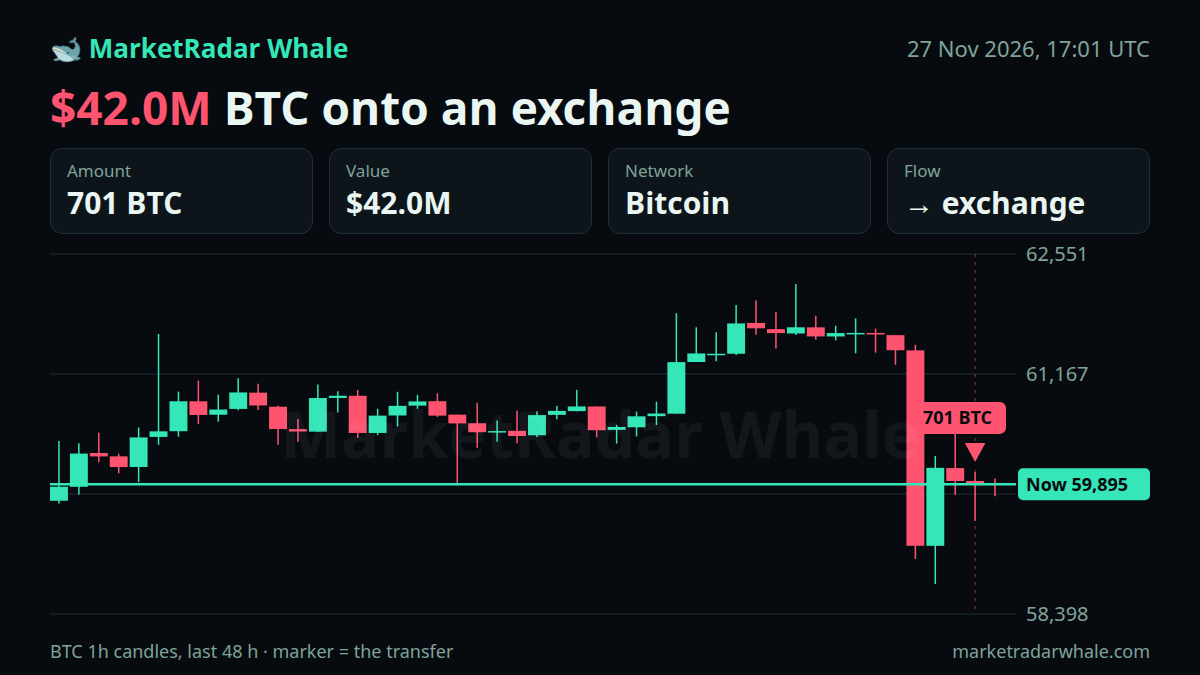 🐋 MarketRadar Whale
27 Nov 2026, 17:01 UTC
$42.0M BTC onto an exchange
Amount
701 BTC
Value
$42.0M
Network
Bitcoin
Flow
→ exchange
62,551
61,167
701 BTC
MarketRadar Whale
Now 59,895
58,398
BTC 1h candles, last 48 h · marker = the transfer
marketradarwhale.com